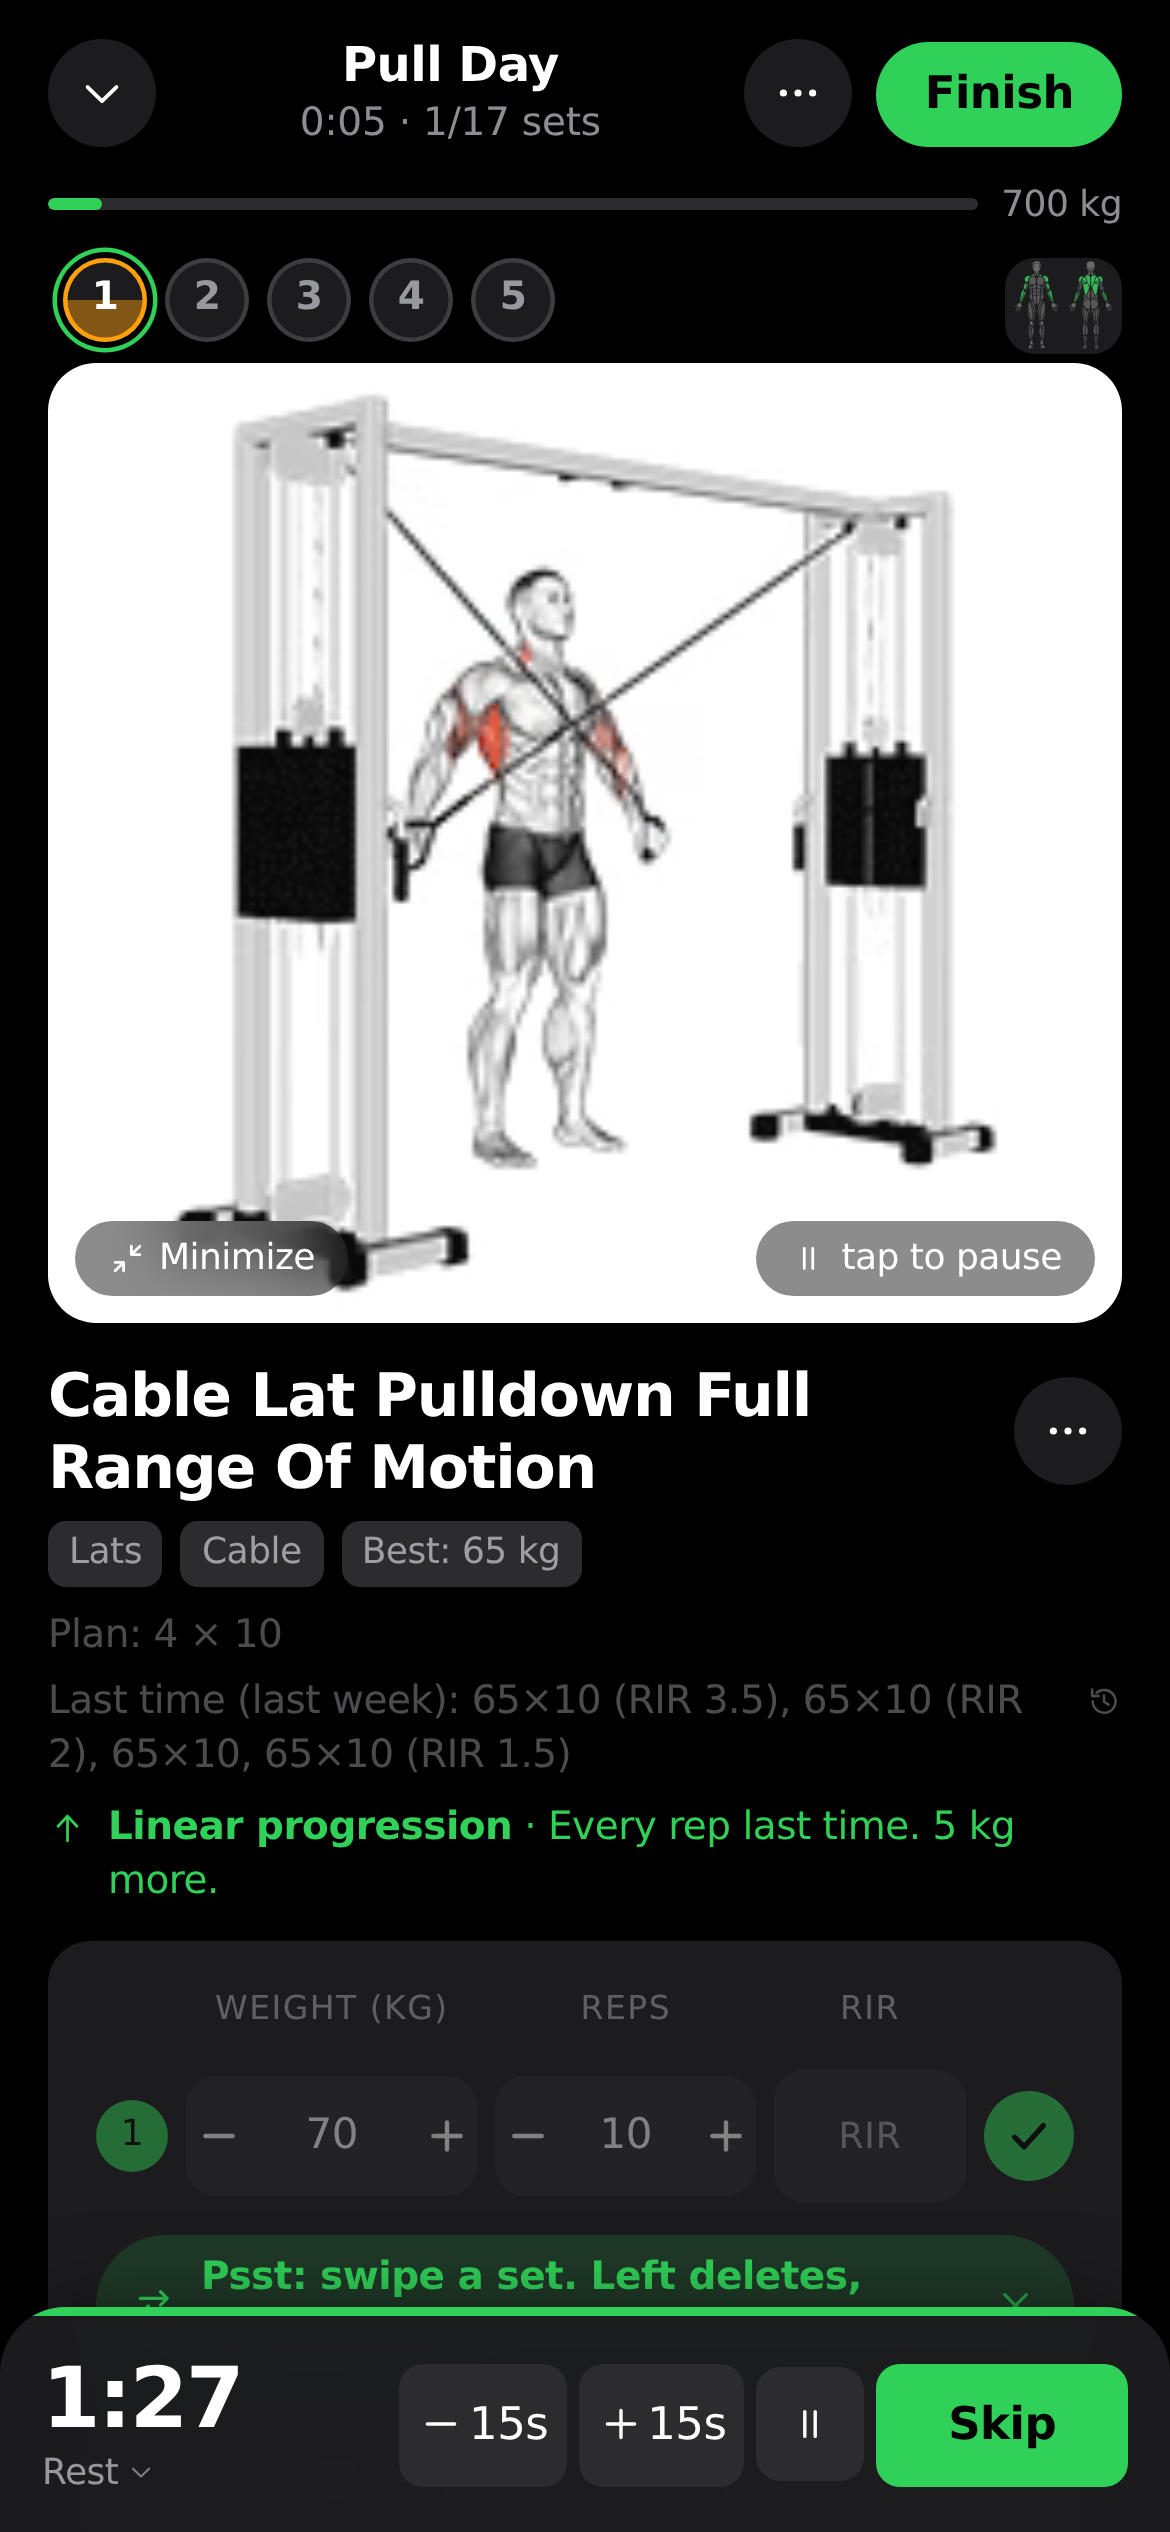 Pull Day
0:05 · 1/17 sets
Finish
700 kg
1
2
3
4
5
Minimize
tap to pause
Cable Lat Pulldown Full
Range Of Motion
Lats
Cable
Best: 65 kg
Plan: 4 × 10
Last time (last week): 65×10 (RIR 3.5), 65×10 (RIR
2), 65×10, 65×10 (RIR 1.5)
Linear progression · Every rep last time. 5 kg
more.
WEIGHT (KG)
REPS
RIR
1
− 70 +
− 10 +
RIR
Psst: swipe a set. Left deletes,
1:27
Rest
− 15s
+ 15s
Skip